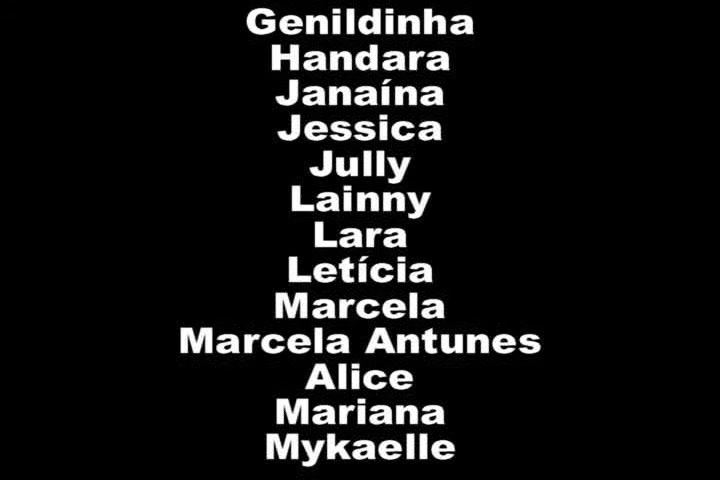 Genildinha
Handara
Janaína
Jessica
Jully
Lainny
Lara
Letícia
Marcela
Marcela Antunes
Alice
Mariana
Mykaelle